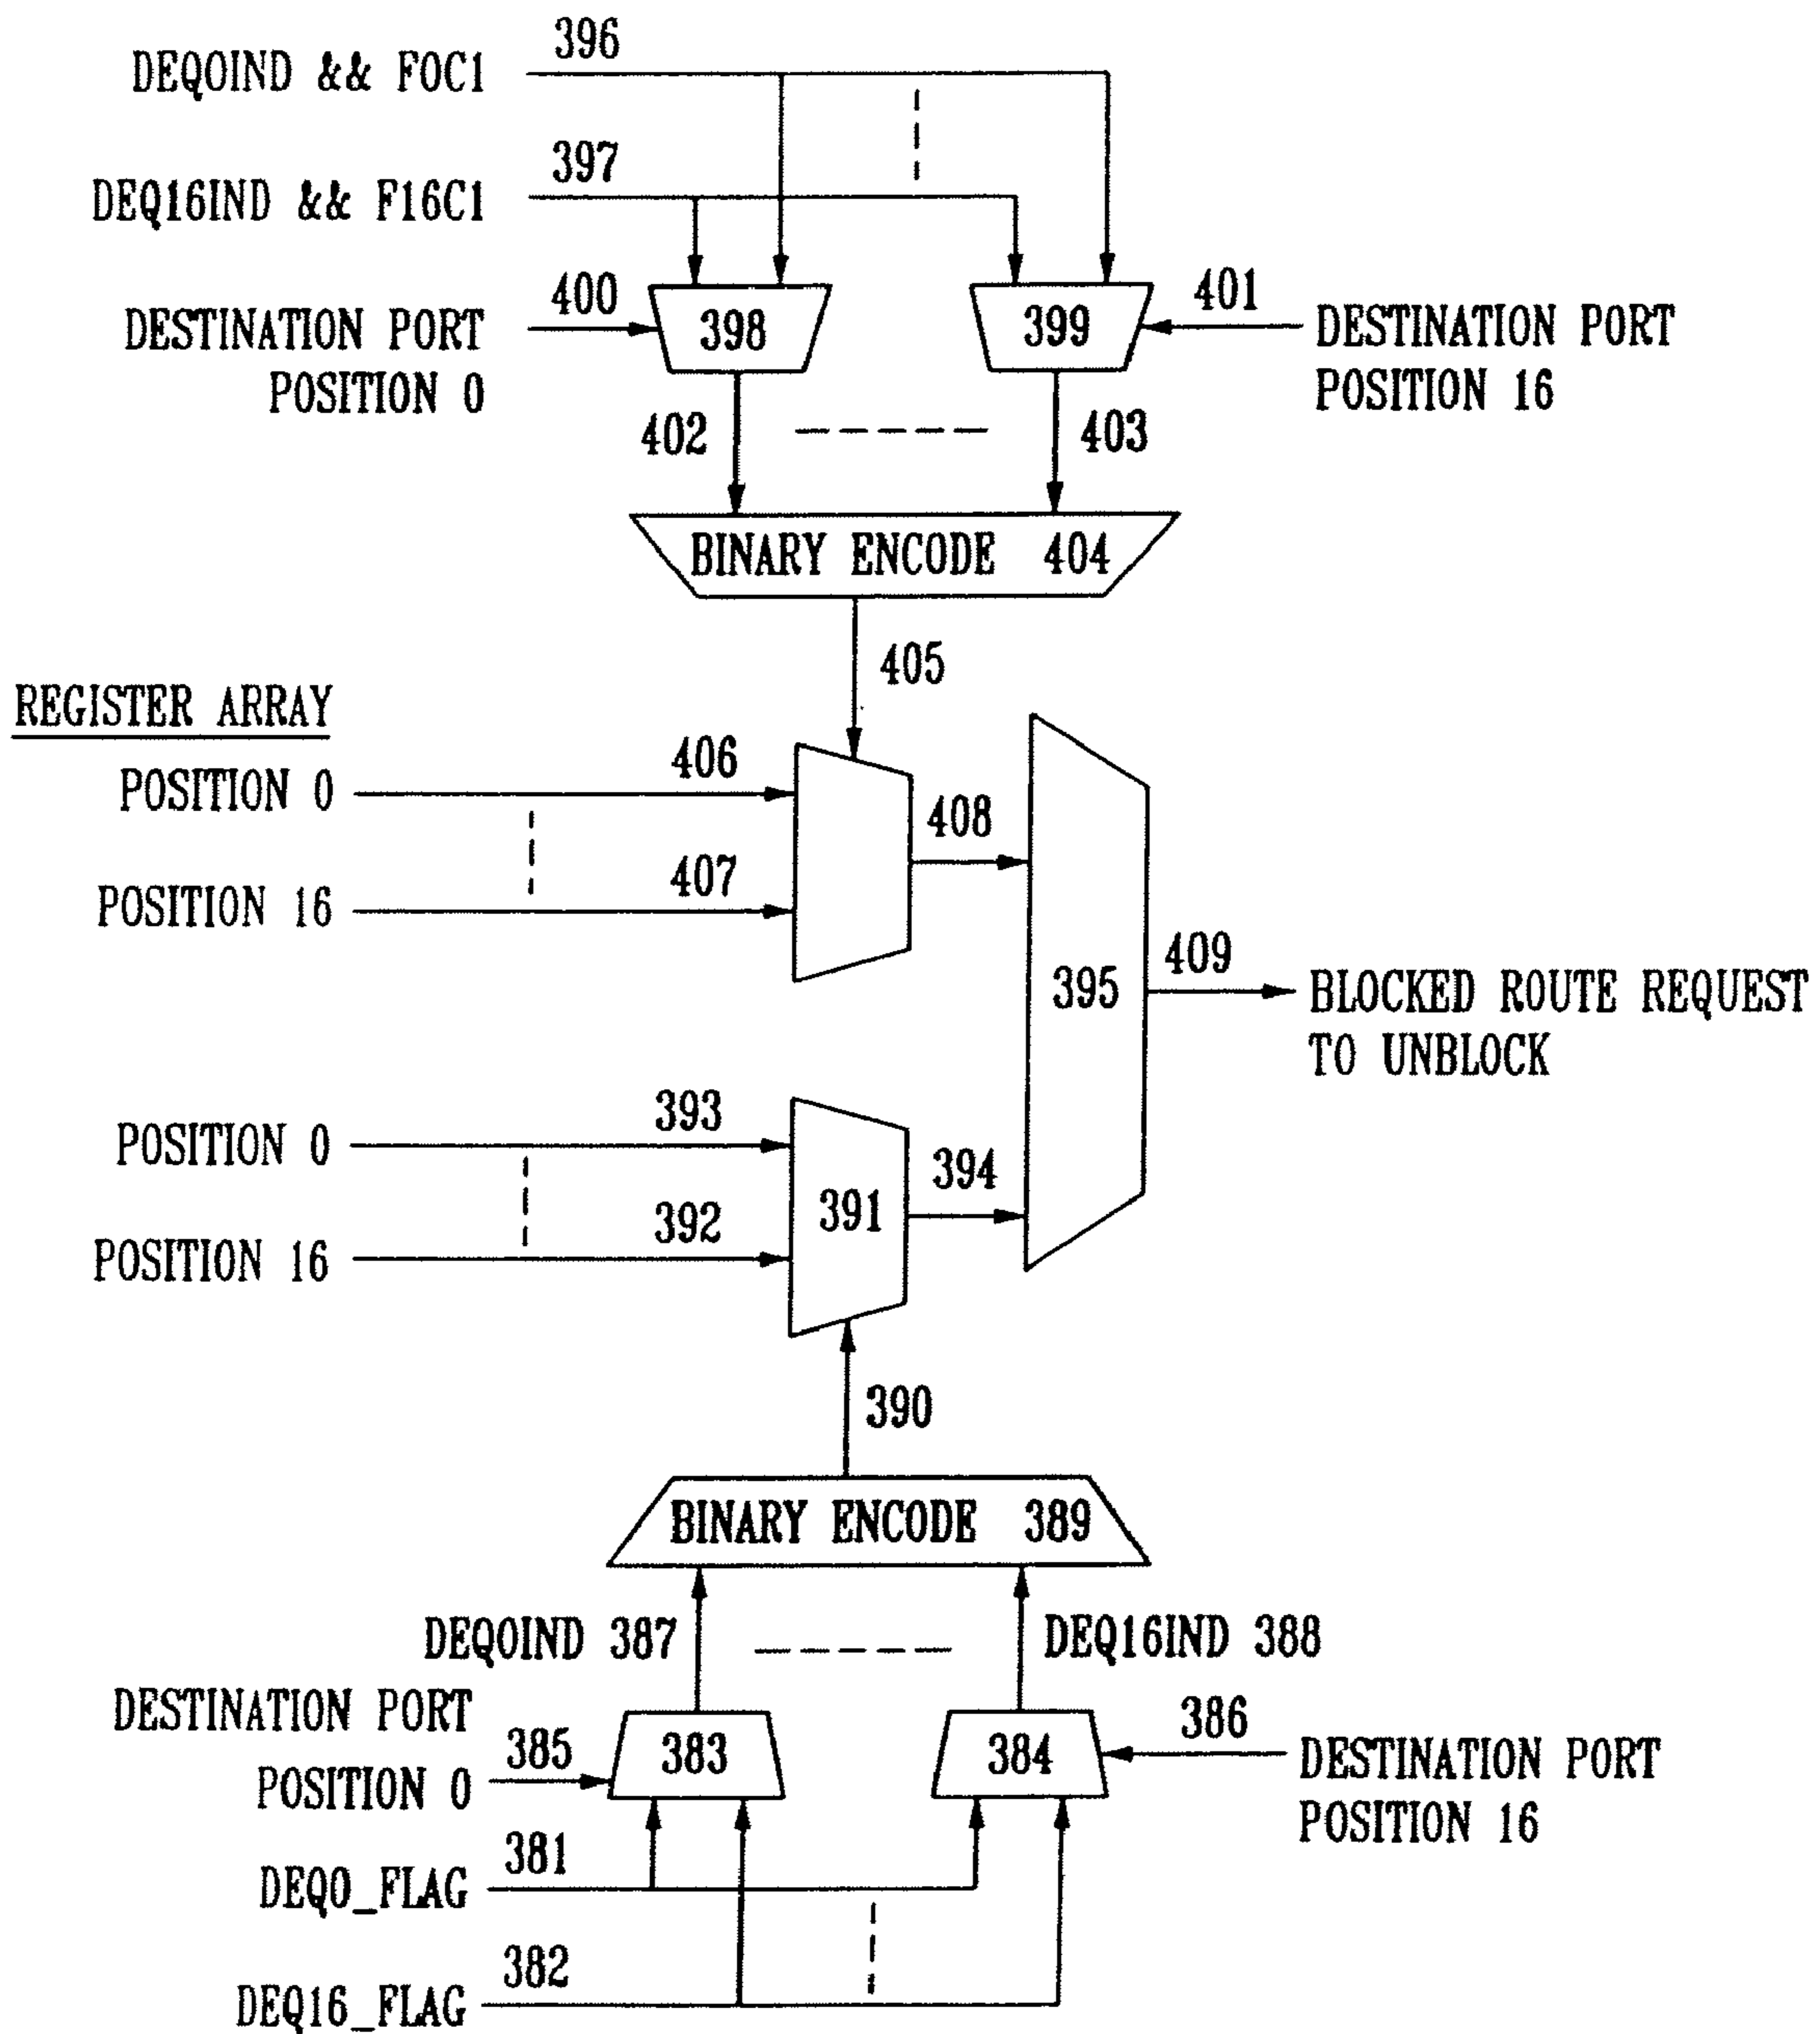 396
DEQ0IND && F0C1
397
DEQ16IND && F16C1
400
DESTINATION PORT
POSITION 0
398
399
401
DESTINATION PORT
POSITION 16
402
403
BINARY ENCODE 404
405
REGISTER ARRAY
POSITION 0
406
408
POSITION 16
407
395
409
BLOCKED ROUTE REQUEST
TO UNBLOCK
POSITION 0
393
391
394
POSITION 16
392
390
BINARY ENCODE 389
DEQ0IND 387
DEQ16IND 388
DESTINATION PORT
POSITION 0
385
383
384
386
DESTINATION PORT
POSITION 16
381
DEQ0_FLAG
382
DEQ16_FLAG